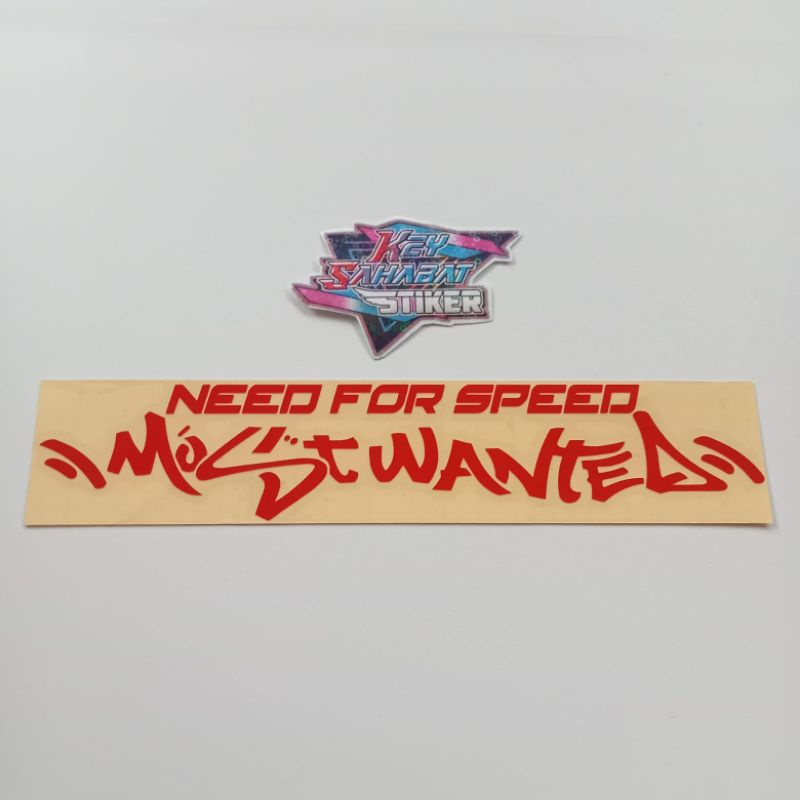 KEY
SAHABAT
STIKER
NEED FOR SPEED
MOST WANTED